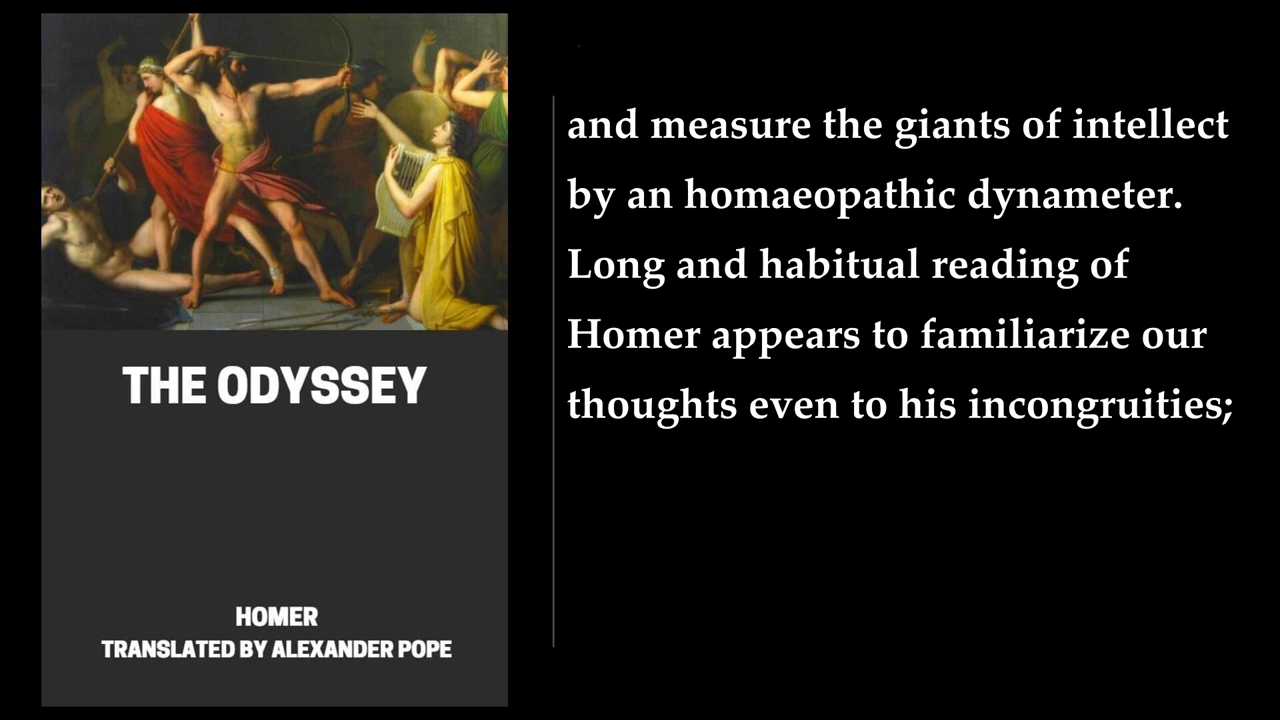 THE ODYSSEY
HOMER
TRANSLATED BY ALEXANDER POPE
and measure the giants of intellect
by an homaeopathic dynameter.
Long and habitual reading of
Homer appears to familiarize our
thoughts even to his incongruities;